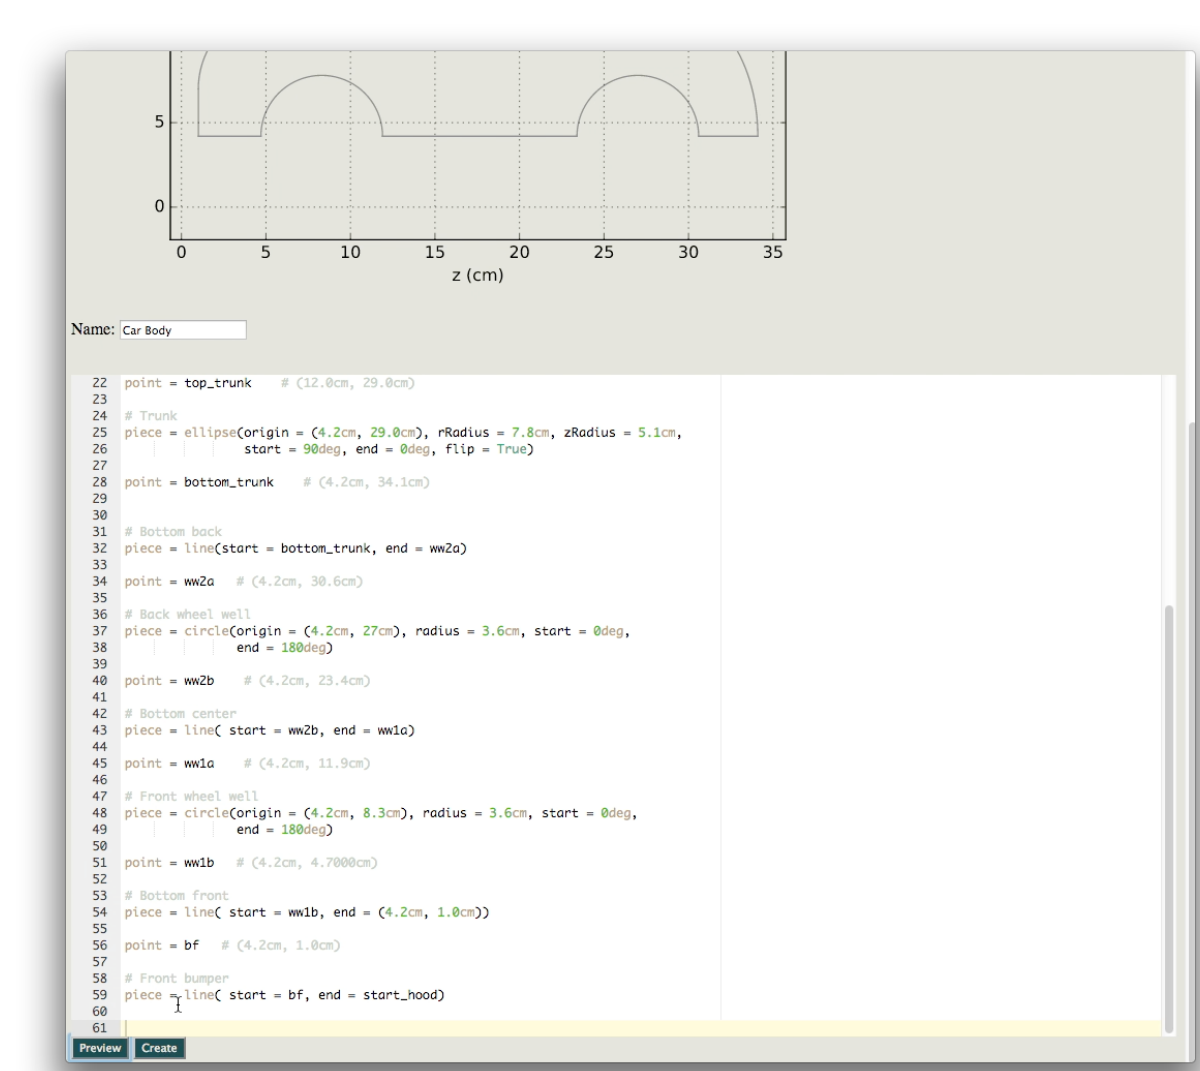 5
0
0 5 10 15 20 25 30 35
z (cm)
Name: Car Body
22 point = top_trunk # (12.0cm, 29.0cm)
23
24 # Trunk
25 piece = ellipse(origin = (4.2cm, 29.0cm), rRadius = 7.8cm, zRadius = 5.1cm,
26 start = 90deg, end = 0deg, flip = True)
27
28 point = bottom_trunk # (4.2cm, 34.1cm)
29
30
31 # Bottom back
32 piece = line(start = bottom_trunk, end = ww2a)
33
34 point = ww2a # (4.2cm, 30.6cm)
35
36 # Back wheel well
37 piece = circle(origin = (4.2cm, 27cm), radius = 3.6cm, start = 0deg,
38 end = 180deg)
39
40 point = ww2b # (4.2cm, 23.4cm)
41
42 # Bottom center
43 piece = line( start = ww2b, end = ww1a)
44
45 point = ww1a # (4.2cm, 11.9cm)
46
47 # Front wheel well
48 piece = circle(origin = (4.2cm, 8.3cm), radius = 3.6cm, start = 0deg,
49 end = 180deg)
50
51 point = ww1b # (4.2cm, 4.7000cm)
52
53 # Bottom front
54 piece = line( start = ww1b, end = (4.2cm, 1.0cm))
55
56 point = bf # (4.2cm, 1.0cm)
57
58 # Front bumper
59 piece = line( start = bf, end = start_hood)
60
61
Preview Create